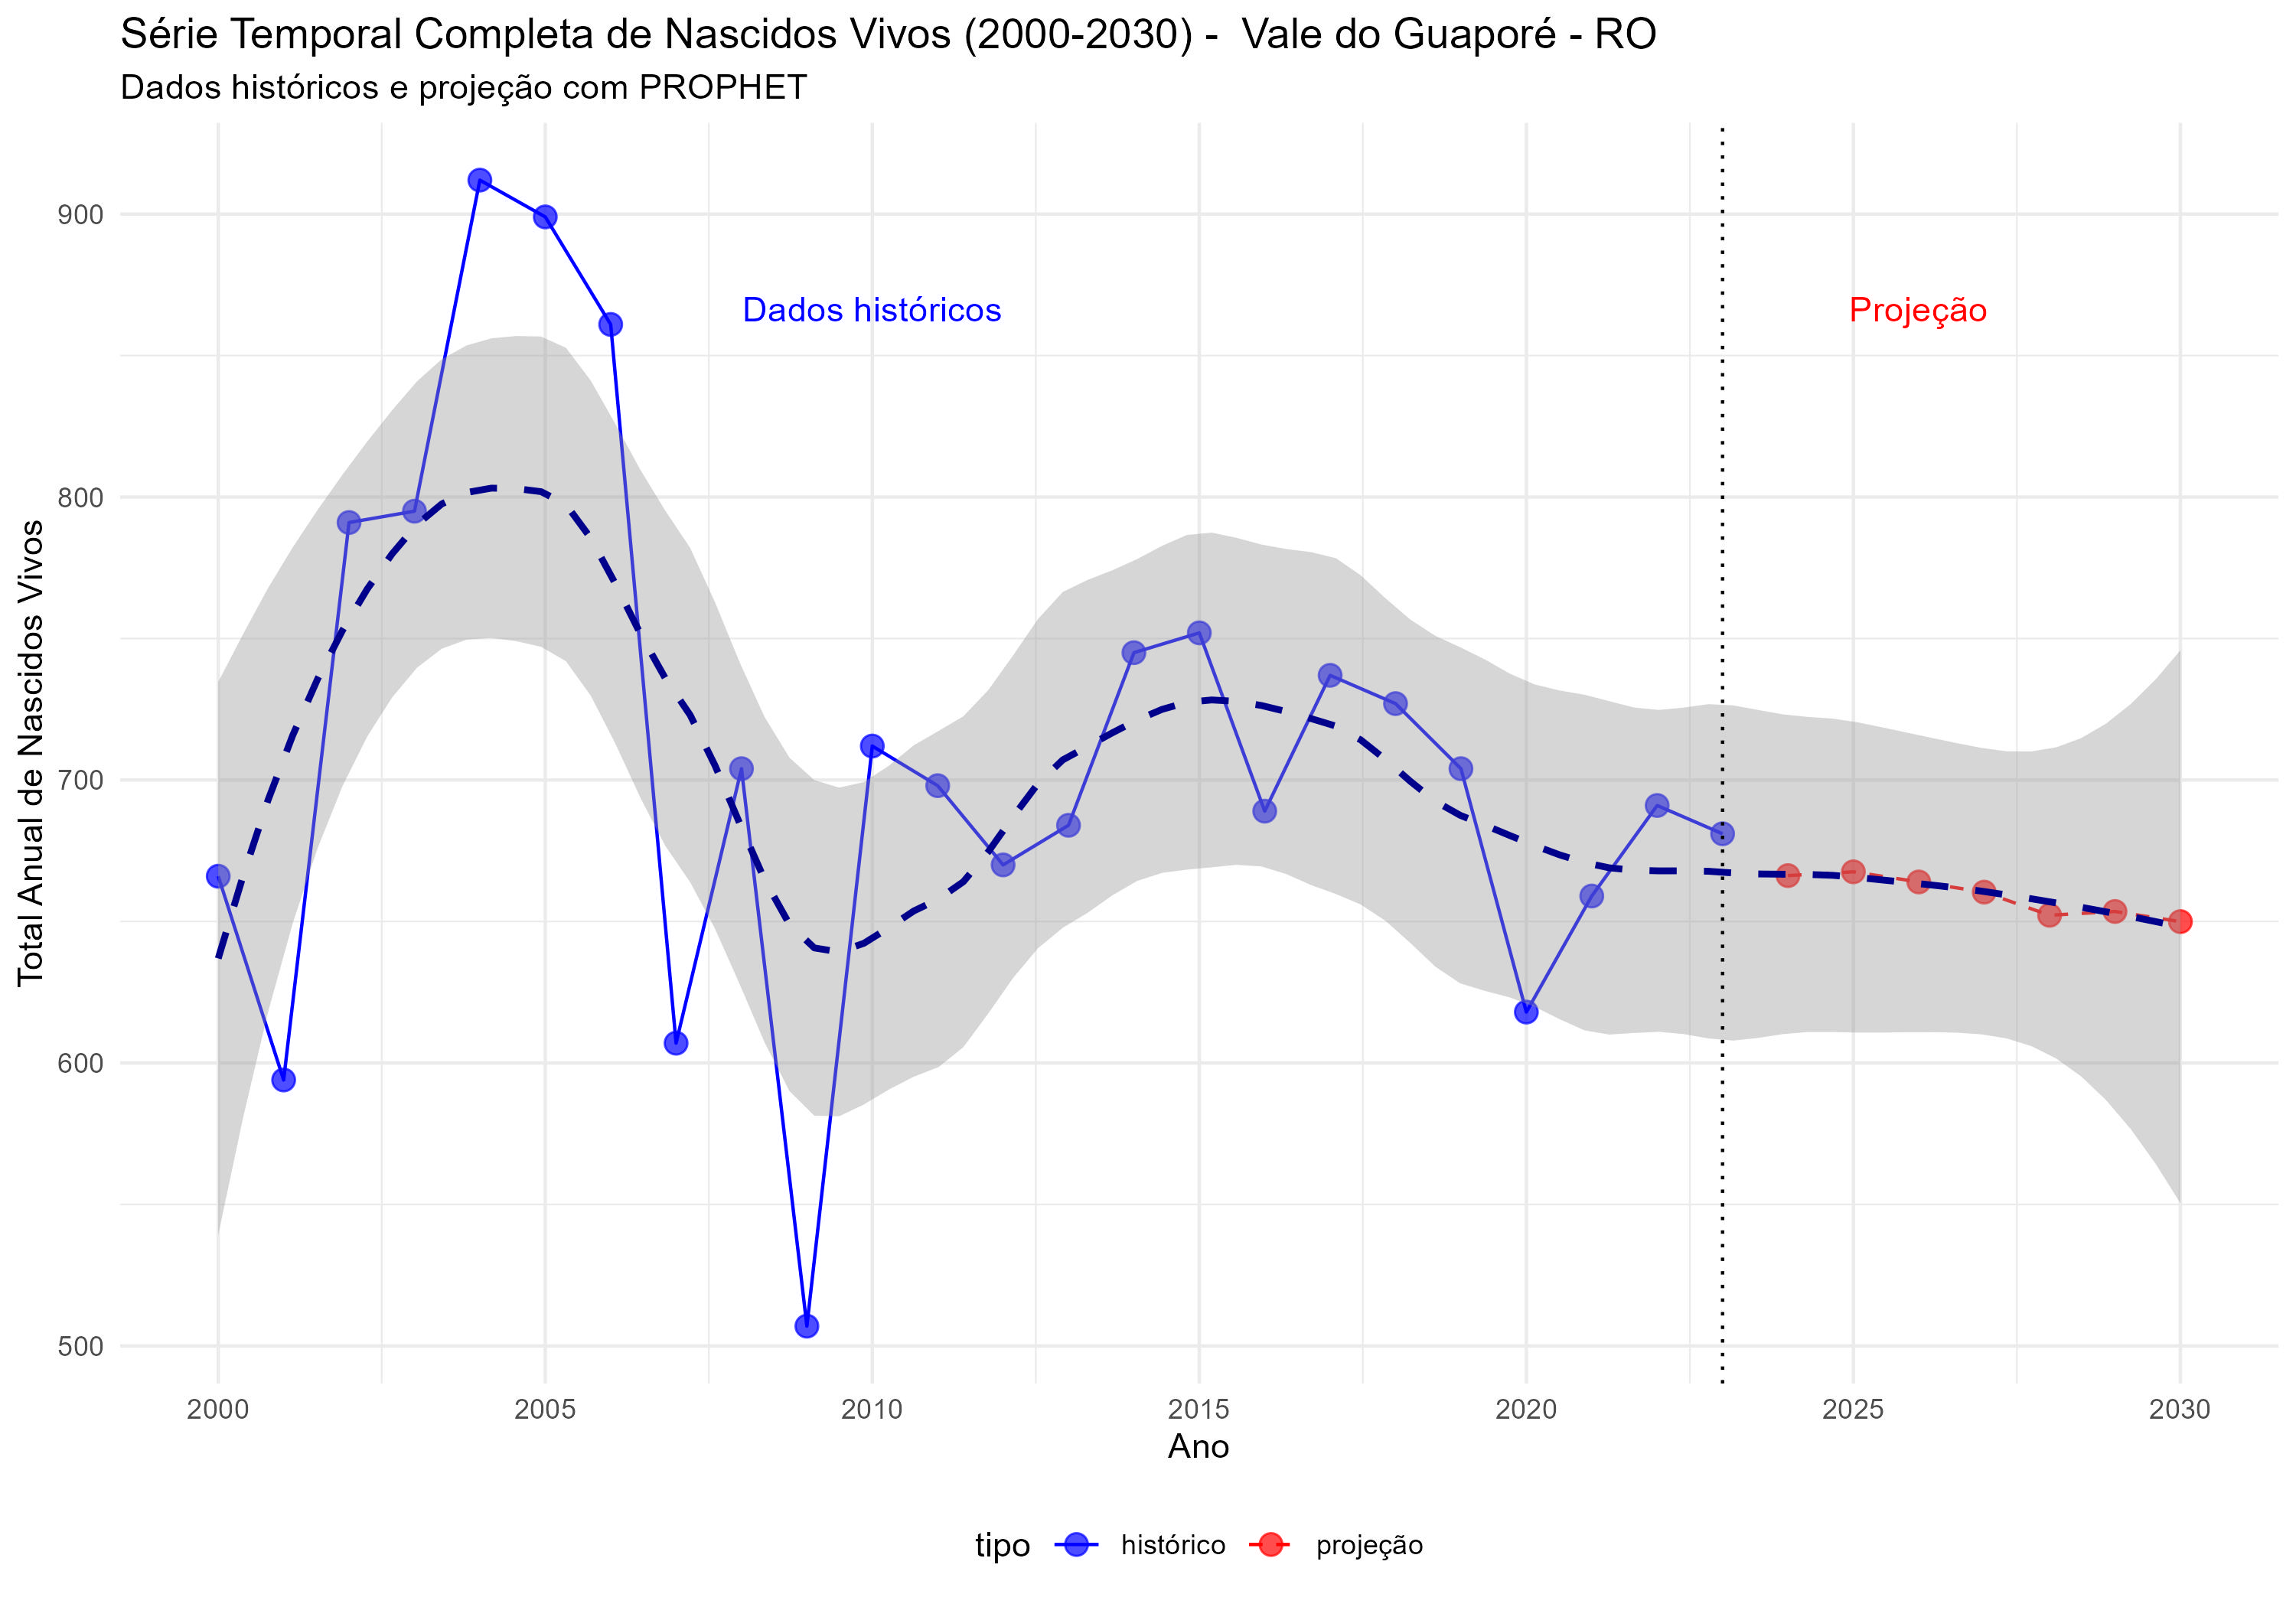 Série Temporal Completa de Nascidos Vivos (2000-2030) -  Vale do Guaporé - RO
Dados históricos e projeção com PROPHET
Total Anual de Nascidos Vivos
900
800
700
600
500
Dados históricos
Projeção
2000 2005 2010 2015 2020 2025 2030
Ano
tipo histórico projeção